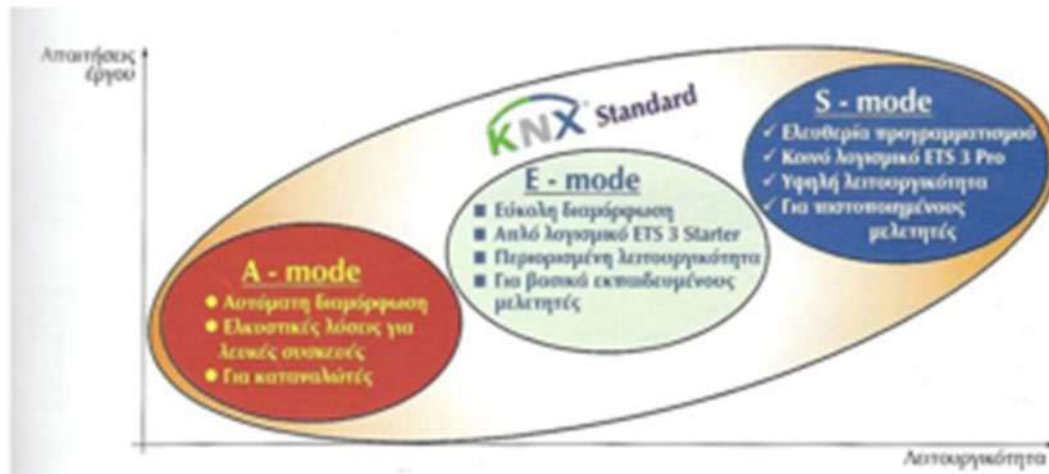 Απαιτήσεις
έργου
KNX Standard
S - mode
✓ Ελευθερία προγραμματισμού
✓ Κοινό λογισμικό ETS 3 Pro
✓ Υψηλή λειτουργικότητα
✓ Για πιστοποιημένους
μελετητές
E - mode
■ Εύκολη διαμόρφωση
■ Απλό λογισμικό ETS 3 Starter
■ Περιορισμένη λειτουργικότητα
■ Για βασικά εκπαιδευμένους
μελετητές
A - mode
● Αυτόματη διαμόρφωση
● Ελκυστικές λύσεις για
λευκές συσκευές
● Για καταναλωτές
Λειτουργικότητα